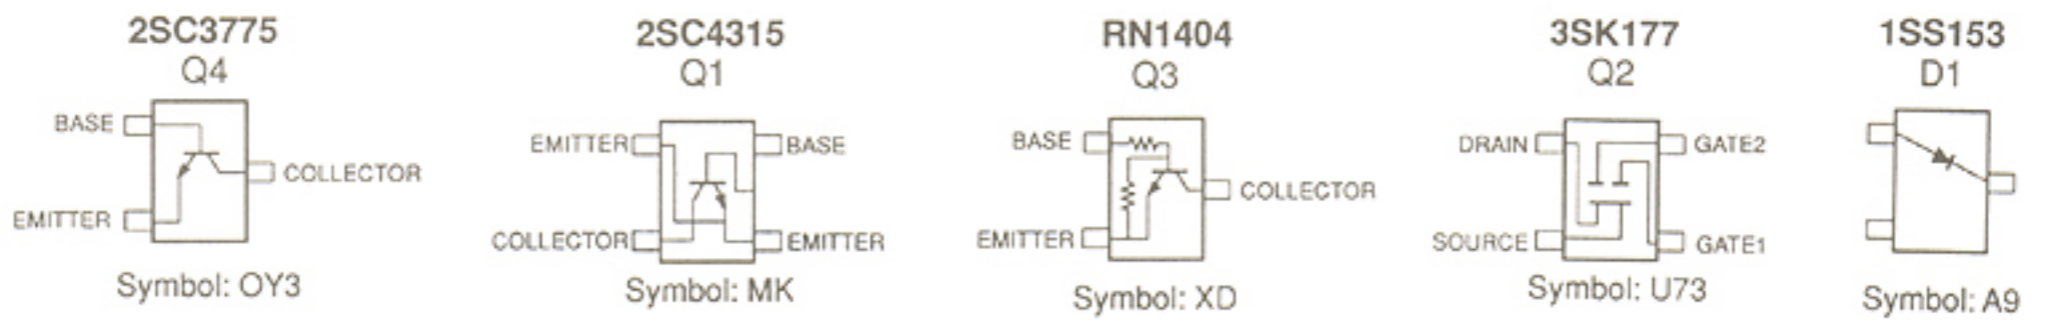 2SC3775
Q4
BASE
COLLECTOR
EMITTER
Symbol: OY3
2SC4315
Q1
EMITTER
BASE
COLLECTOR
EMITTER
Symbol: MK
RN1404
Q3
BASE
COLLECTOR
EMITTER
Symbol: XD
3SK177
Q2
DRAIN
GATE2
SOURCE
GATE1
Symbol: U73
1SS153
D1
Symbol: A9